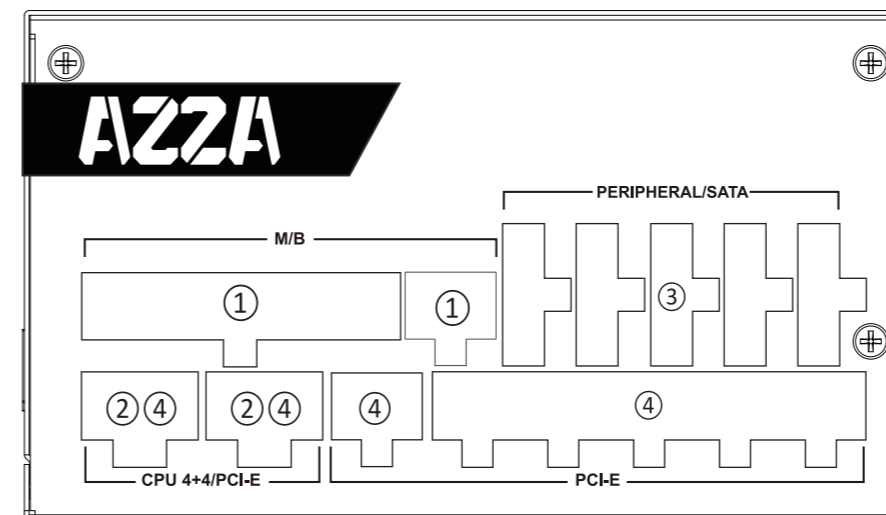 AZZA
PERIPHERAL/SATA
M/B
① ① ③
②④ ②④ ④ ④
CPU 4+4/PCI-E PCI-E